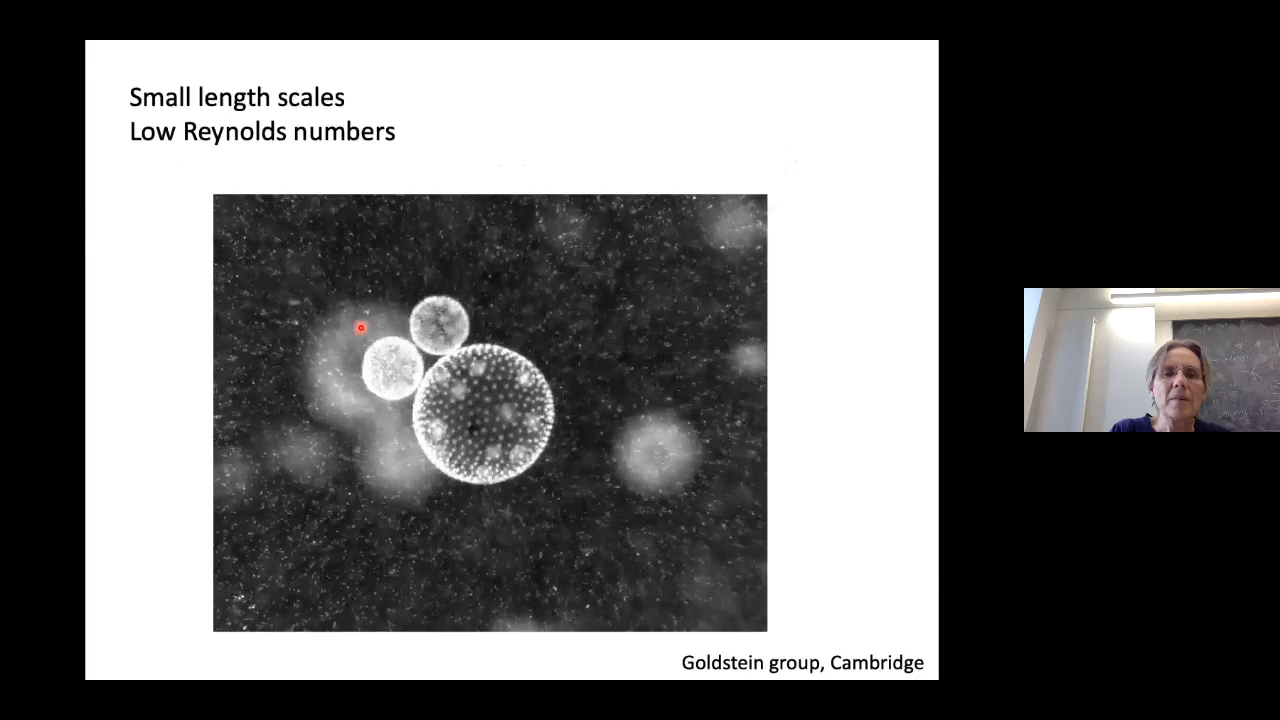 Small length scales
Low Reynolds numbers
Goldstein group, Cambridge